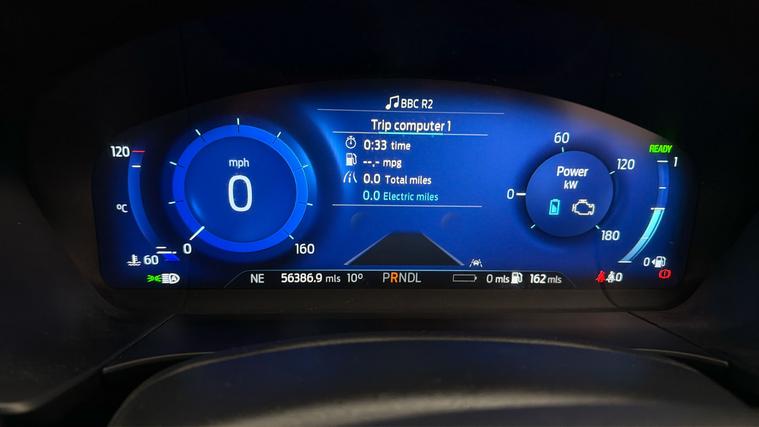 BBC R2
Trip computer 1
0:33 time
--.- mpg
0.0 Total miles
0.0 Electric miles
120
°C
60
mph
0
0
160
60
Power
kW
0
120
180
READY
1
0
0
NE 56386.9 mls 10° PRNDL 0 mls 162 mls